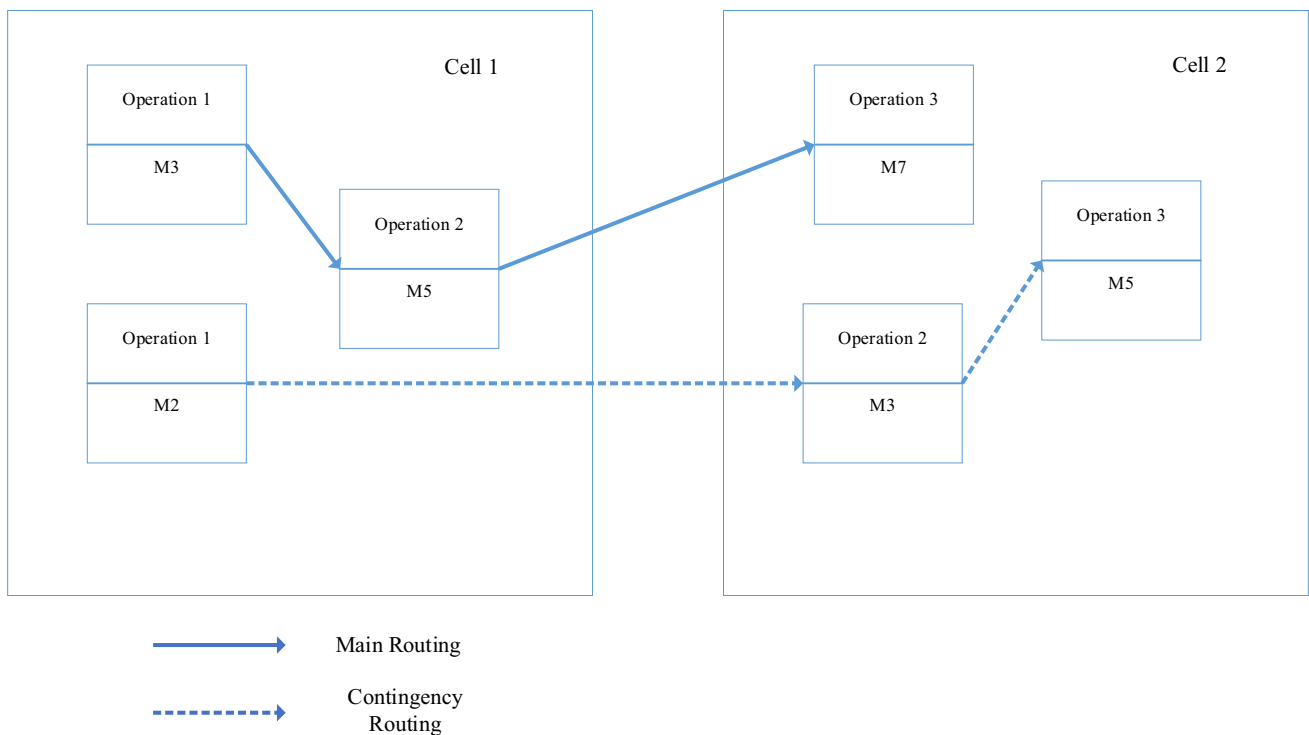 Cell 1
Operation 1
M3
Operation 2
M5
Operation 1
M2
Cell 2
Operation 3
M7
Operation 3
M5
Operation 2
M3
Main Routing
Contingency
Routing